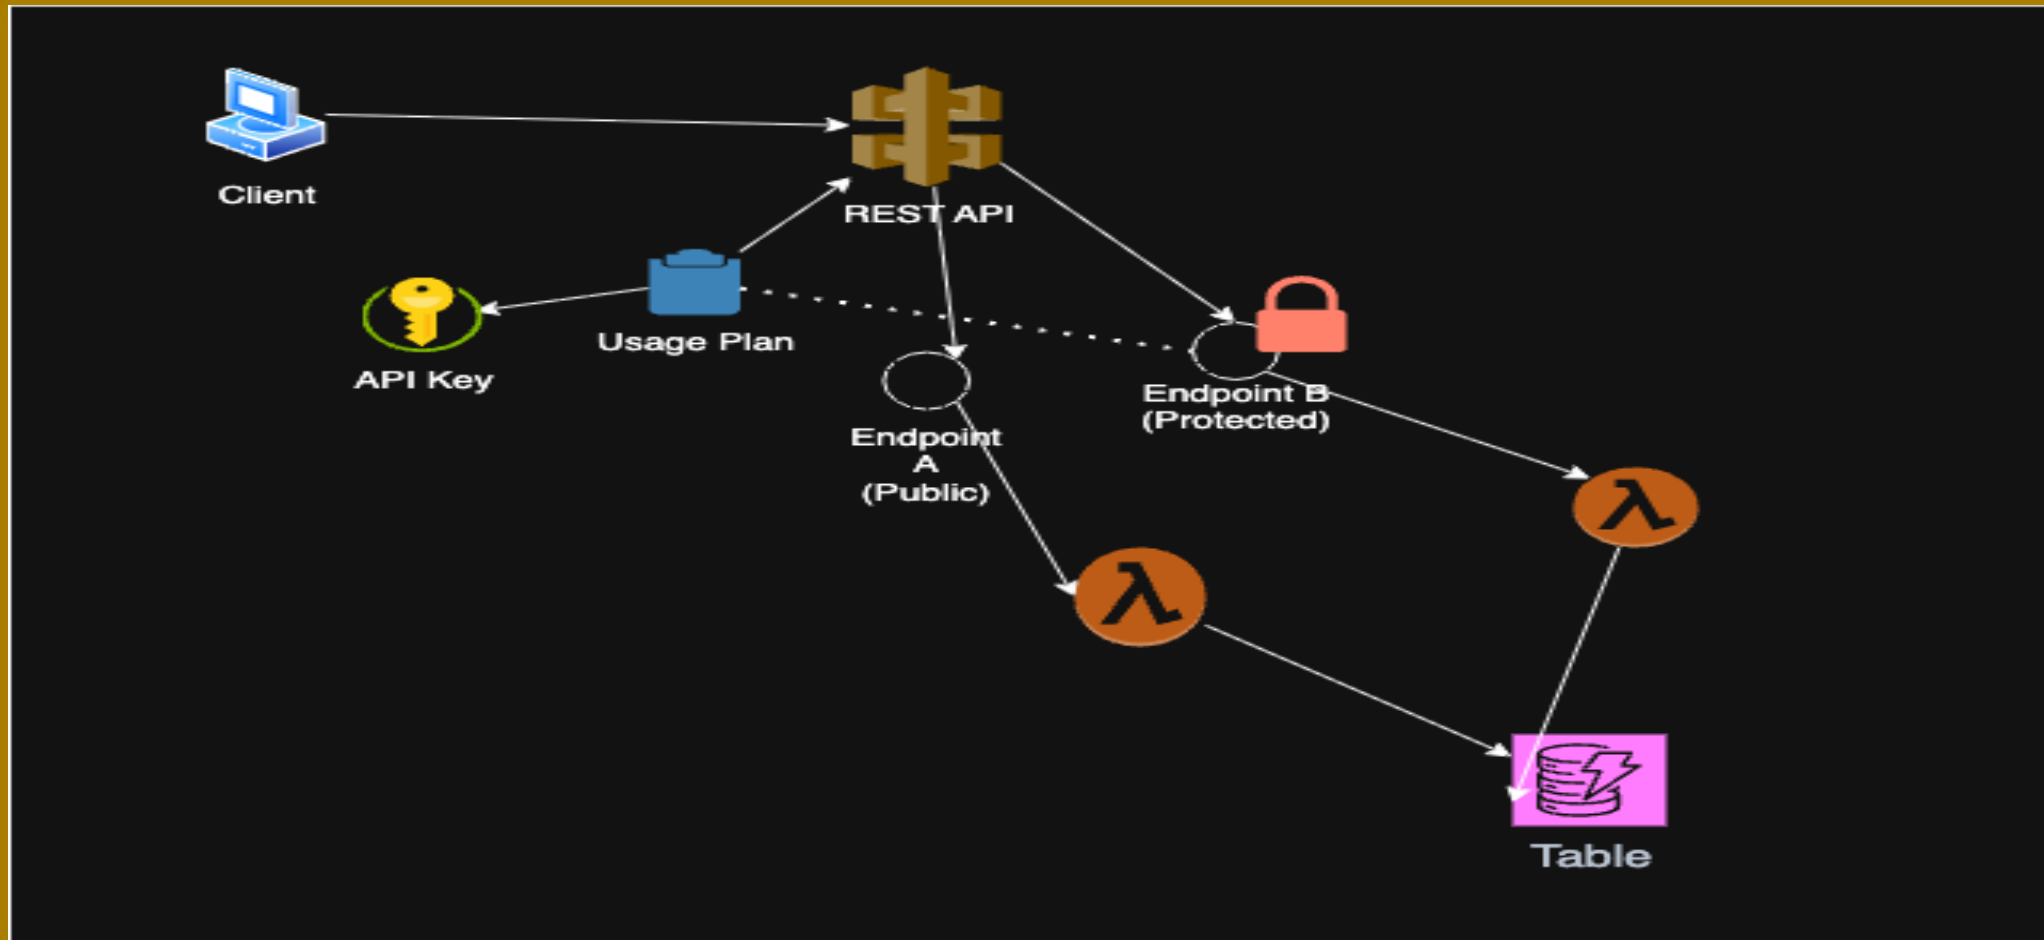 Client
REST API
Usage Plan
API Key
Endpoint B
(Protected)
Endpoint
A
(Public)
Table